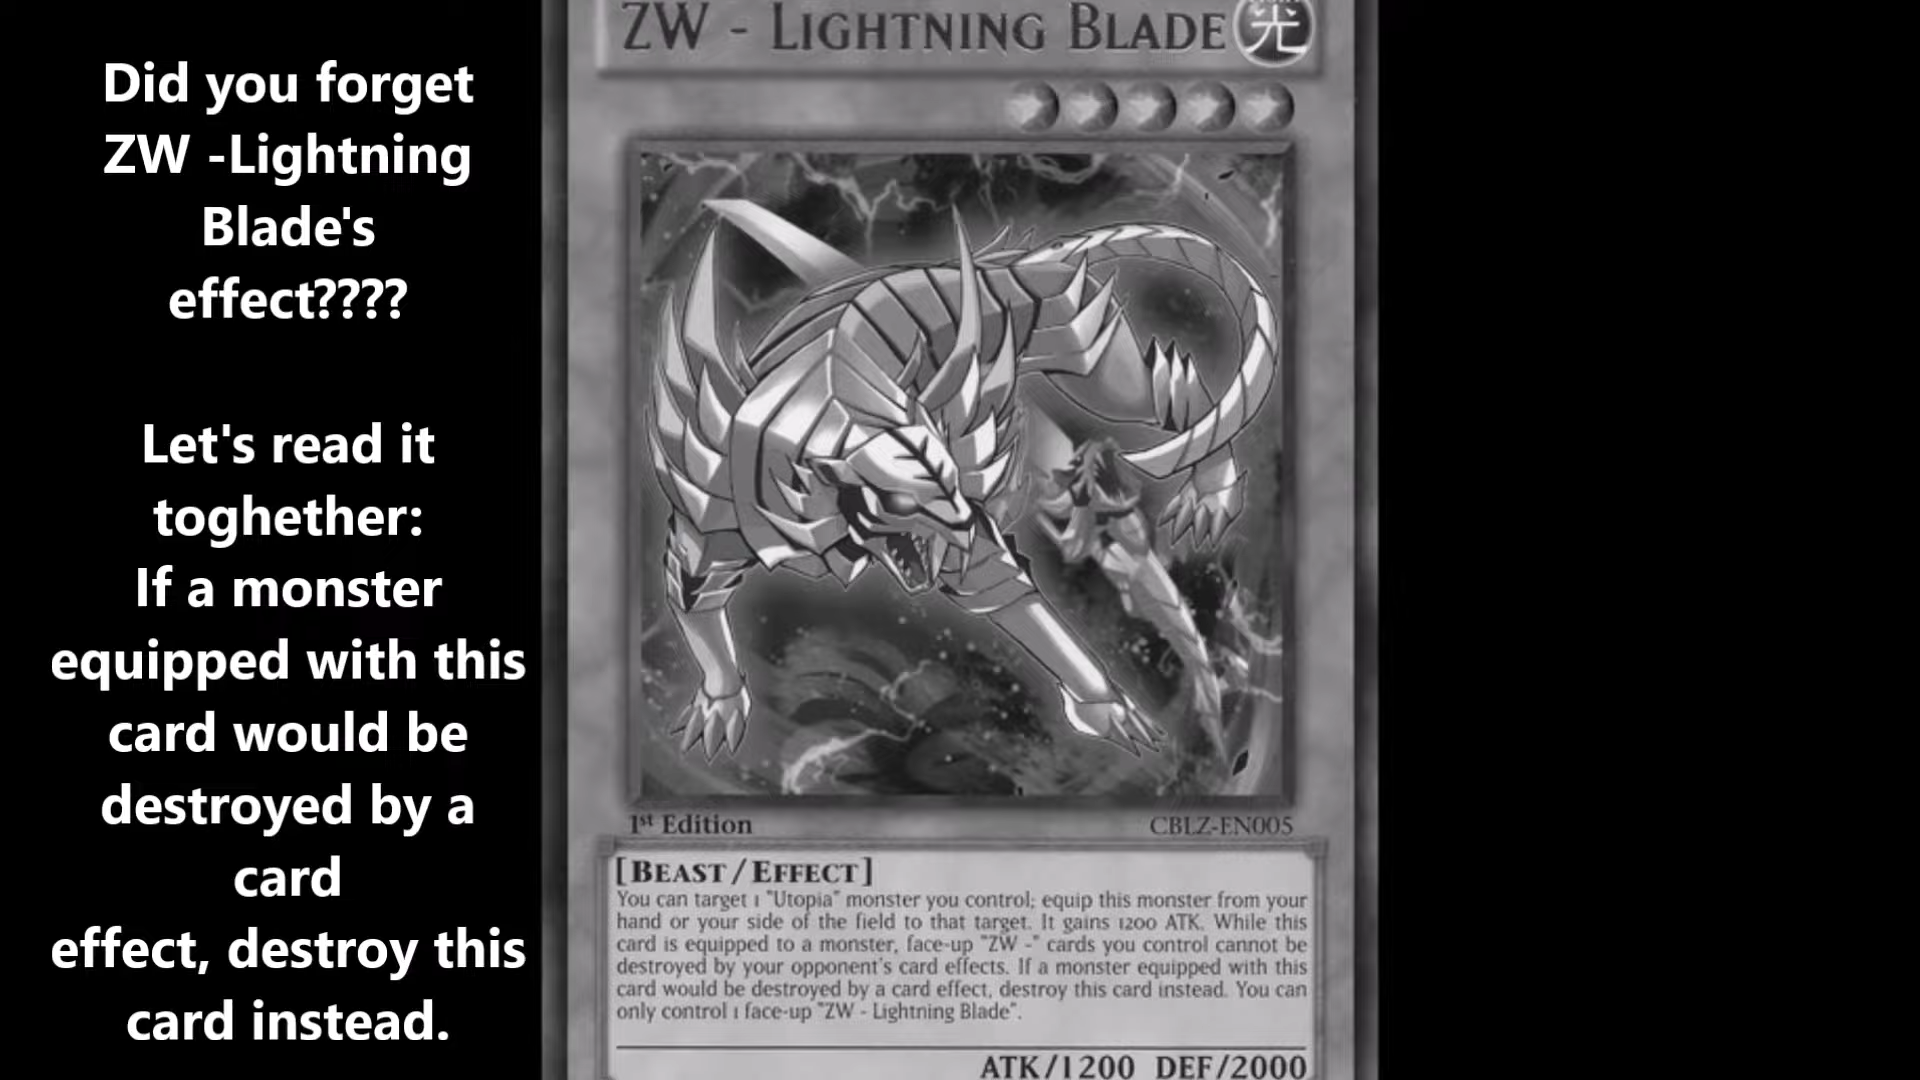 Did you forget
ZW -Lightning
Blade's
effect????
Let's read it
toghether:
If a monster
equipped with this
card would be
destroyed by a
card
effect, destroy this
card instead.
ZW - LIGHTNING BLADE 光
1st Edition
CBLZ-EN005
[BEAST/EFFECT]
You can target 1 "Utopia" monster you control; equip this monster from your
hand or your side of the field to that target. It gains 1200 ATK. While this
card is equipped to a monster, face-up "ZW -" cards you control cannot be
destroyed by your opponent's card effects. If a monster equipped with this
card would be destroyed by a card effect, destroy this card instead. You can
only control 1 face-up "ZW - Lightning Blade".
ATK/1200 DEF/2000